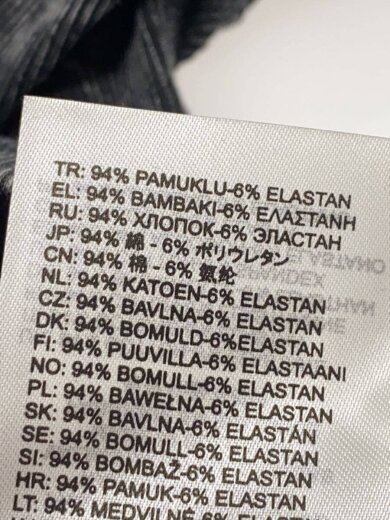 TR: 94% PAMUKLU-6% ELASTAN
EL: 94% BAMBAKI-6% ΕΛΑΣΤΑΝΗ
RU: 94% ХЛОПОК-6% ЭЛАСТАН
JP: 94% 綿 - 6% ポリウレタン
CN: 94% 棉 - 6% 氨纶
NL: 94% KATOEN-6% ELASTAN
CZ: 94% BAVLNA-6% ELASTAN
DK: 94% BOMULD-6%ELASTAN
FI: 94% PUUVILLA-6% ELASTAANI
NO: 94% BOMULL-6% ELASTAN
PL: 94% BAWEŁNA-6% ELASTAN
SK: 94% BAVLNA-6% ELASTÁN
SE: 94% BOMULL-6% ELASTAN
SI: 94% BOMBAŽ-6% ELASTAN
HR: 94% PAMUK-6% ELASTAN
LT: 94% MEDVILNĖ-6% ELASTAN